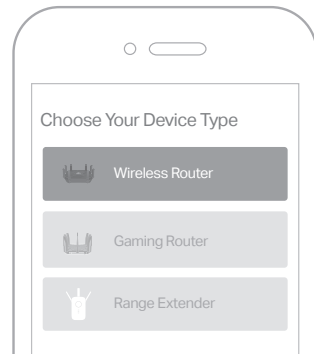 Choose Your Device Type
Wireless Router
Gaming Router
Range Extender